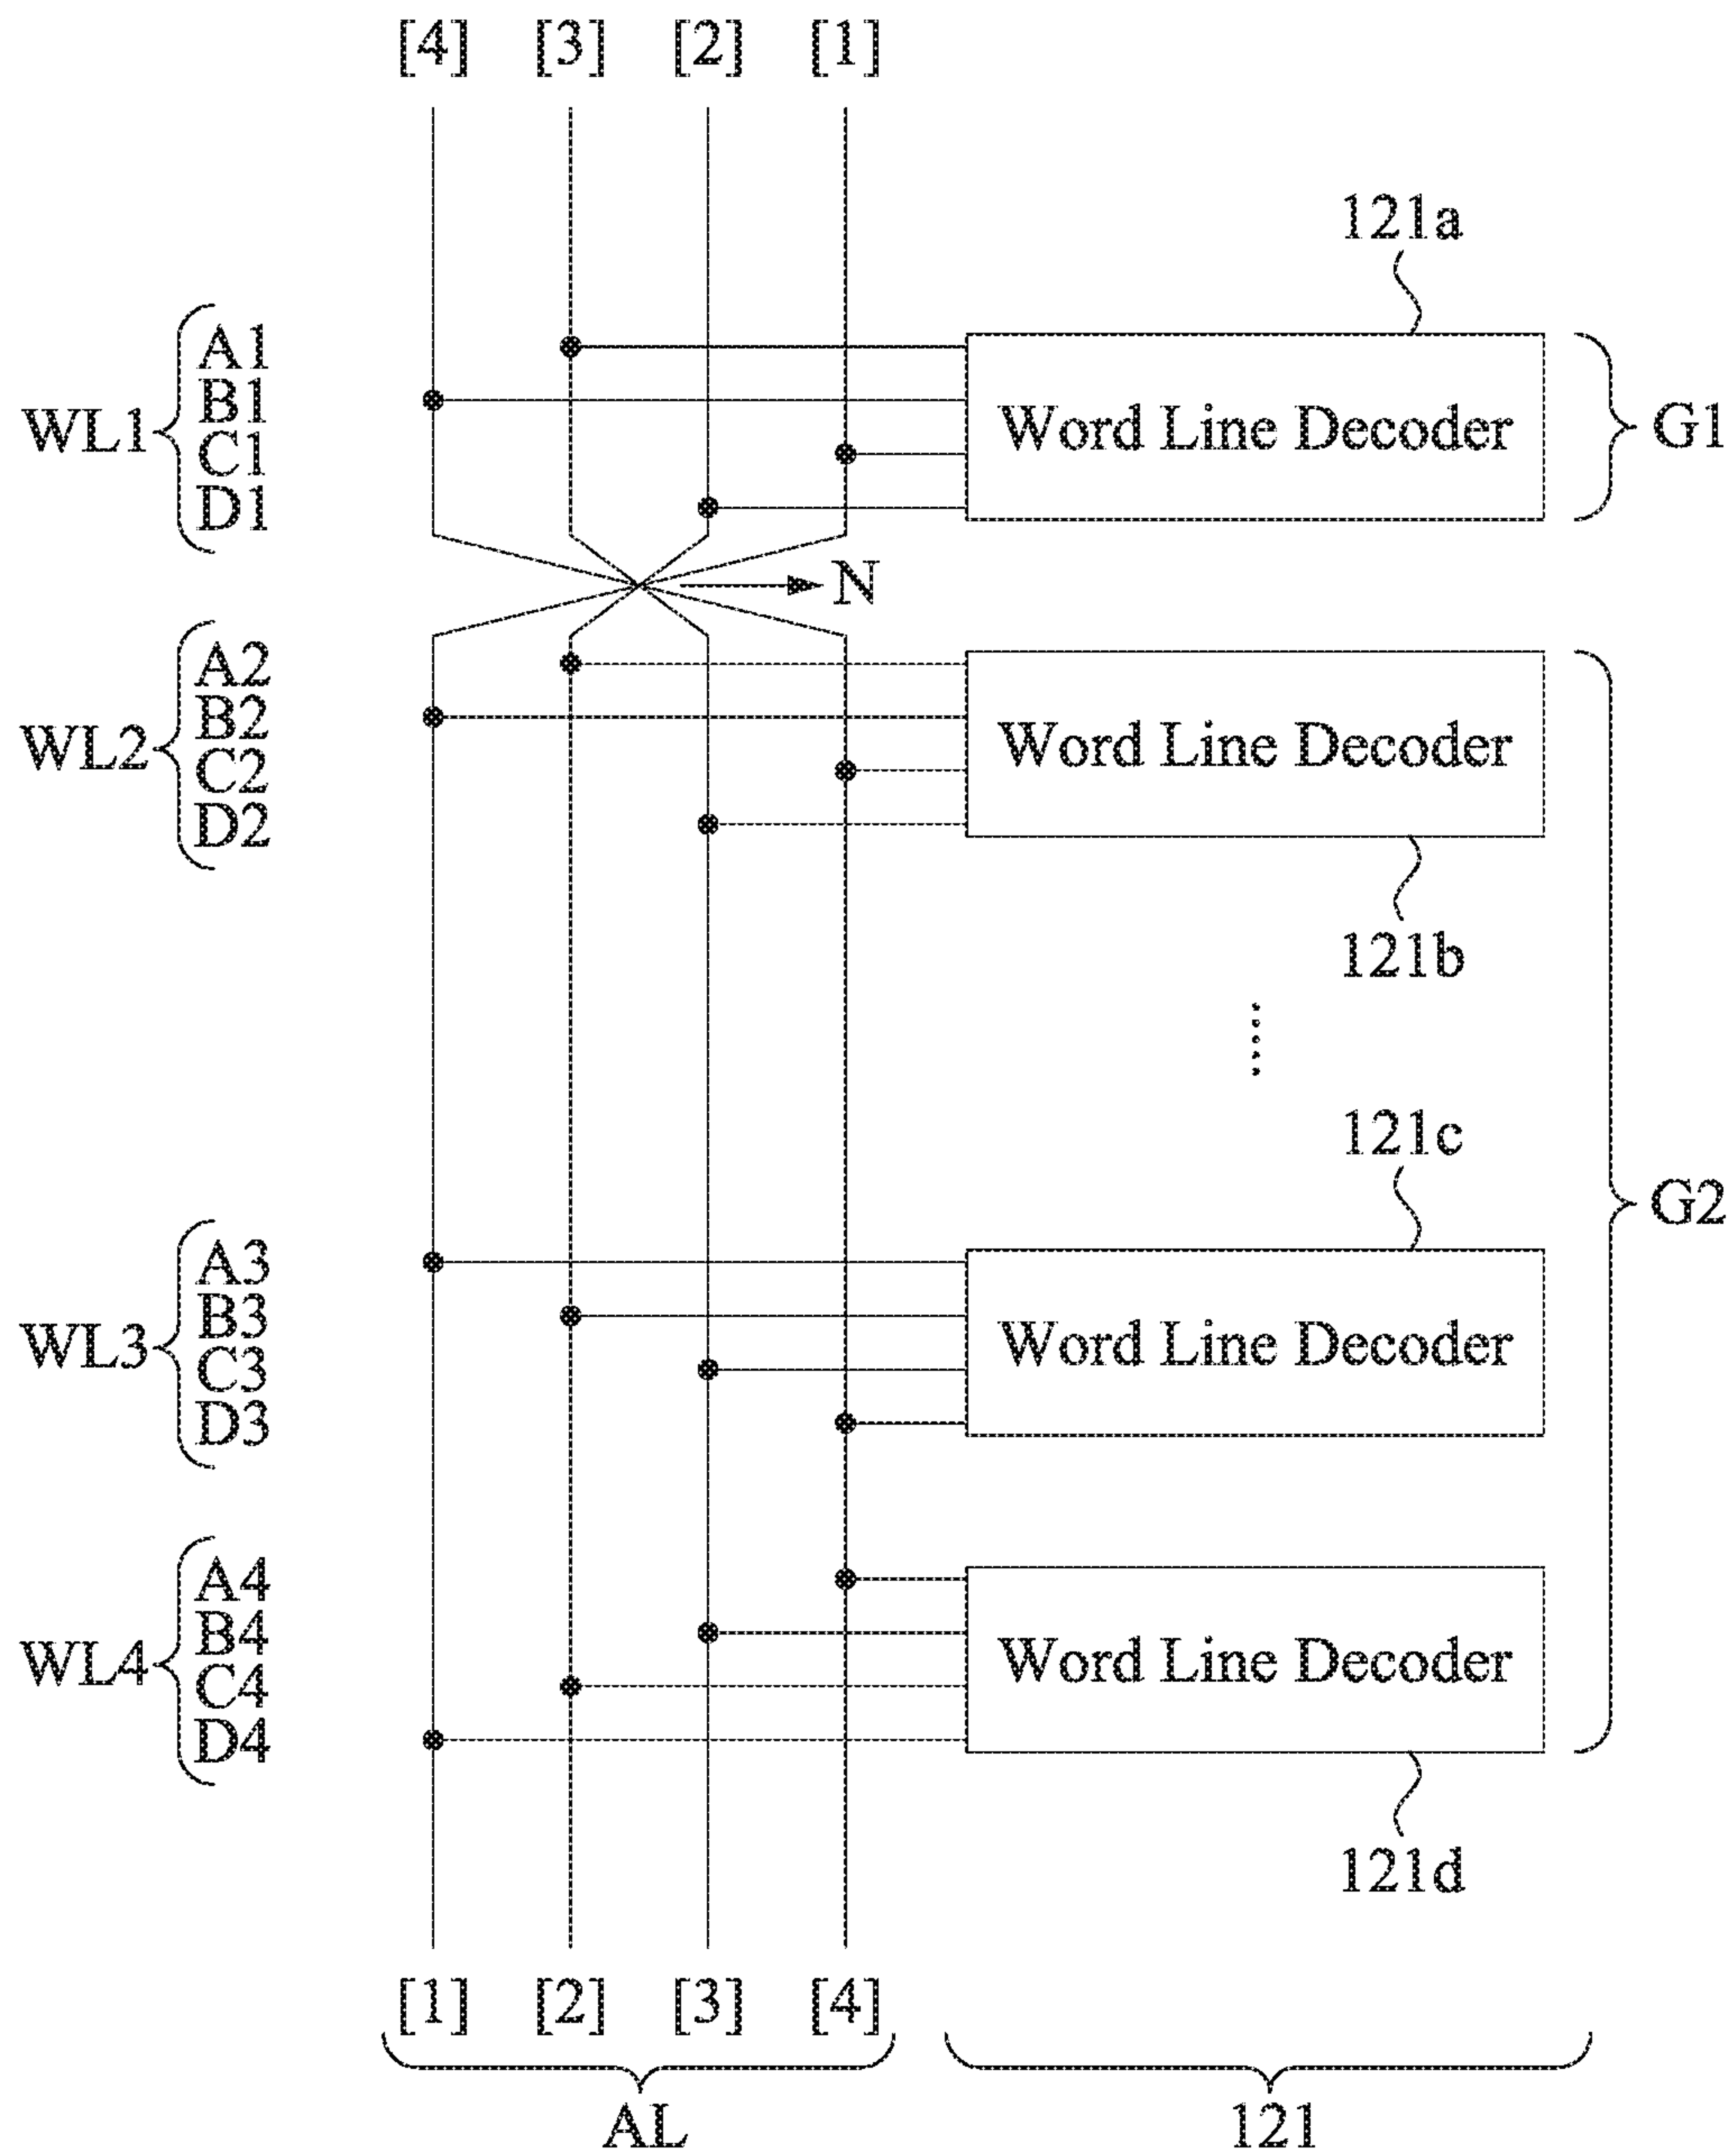 [4] [3] [2] [1]
121a
A1
B1
WL1
C1
D1
Word Line Decoder
G1
N
A2
B2
WL2
C2
D2
Word Line Decoder
121b
121c
G2
A3
B3
WL3
C3
D3
Word Line Decoder
A4
B4
WL4
C4
D4
Word Line Decoder
121d
[1] [2] [3] [4]
AL
121